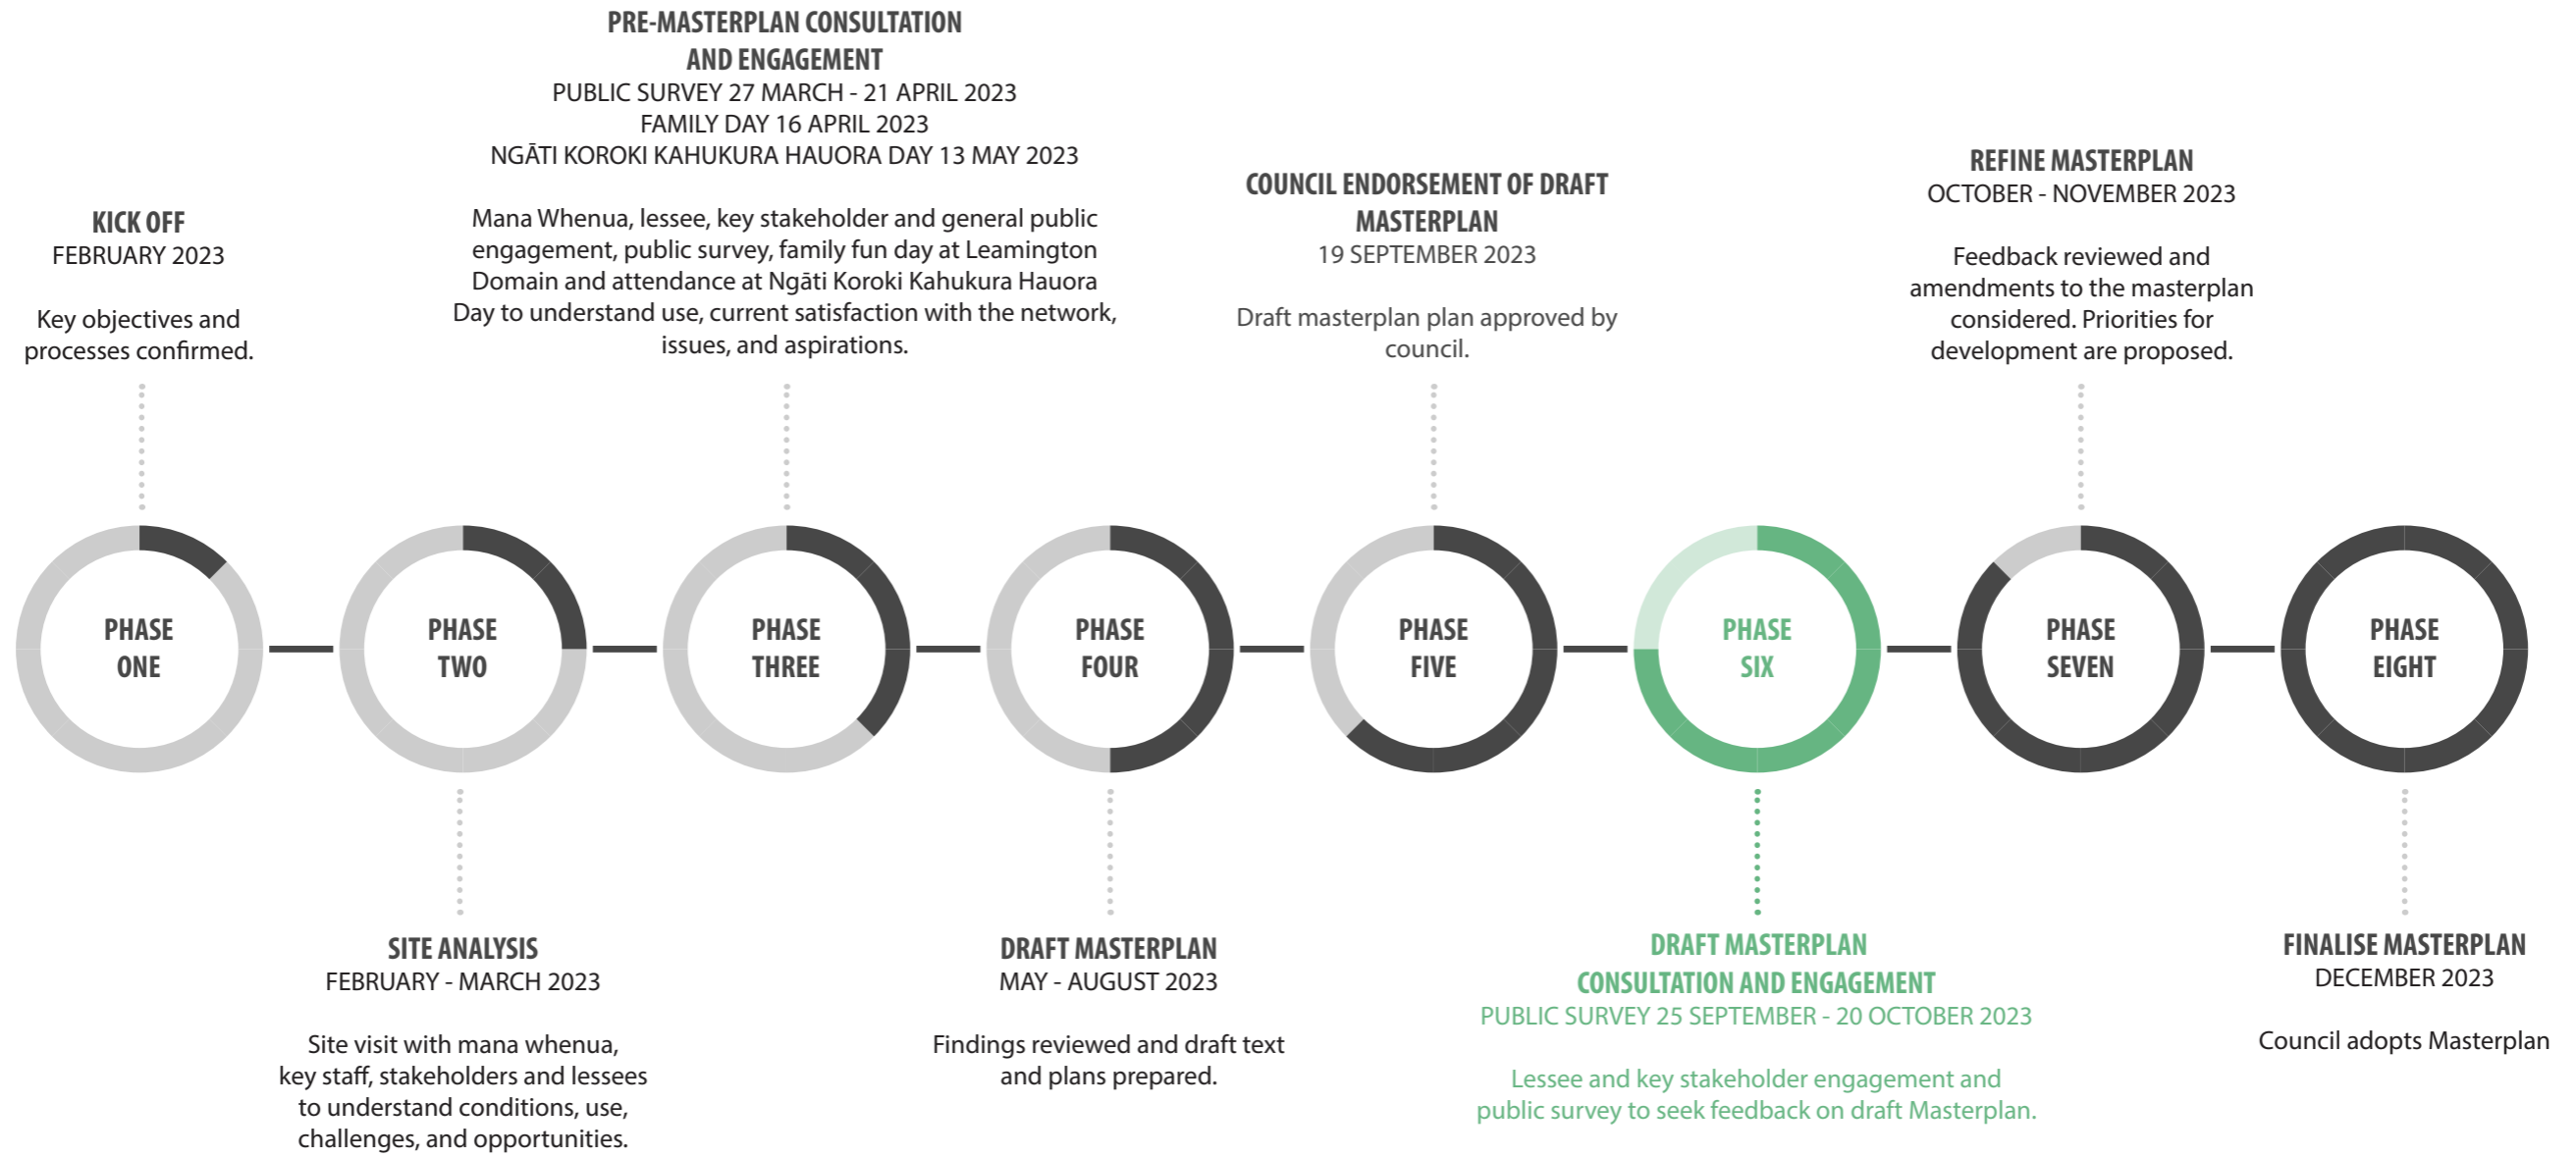 KICK OFF
FEBRUARY 2023
Key objectives and
processes confirmed.
PRE-MASTERPLAN CONSULTATION
AND ENGAGEMENT
PUBLIC SURVEY 27 MARCH - 21 APRIL 2023
FAMILY DAY 16 APRIL 2023
NGĀTI KOROKI KAHUKURA HAUORA DAY 13 MAY 2023
Mana Whenua, lessee, key stakeholder and general public
engagement, public survey, family fun day at Leamington
Domain and attendance at Ngāti Koroki Kahukura Hauora
Day to understand use, current satisfaction with the network,
issues, and aspirations.
COUNCIL ENDORSEMENT OF DRAFT
MASTERPLAN
19 SEPTEMBER 2023
Draft masterplan plan approved by
council.
REFINE MASTERPLAN
OCTOBER - NOVEMBER 2023
Feedback reviewed and
amendments to the masterplan
considered. Priorities for
development are proposed.
PHASE
ONE
PHASE
TWO
PHASE
THREE
PHASE
FOUR
PHASE
FIVE
PHASE
SIX
PHASE
SEVEN
PHASE
EIGHT
SITE ANALYSIS
FEBRUARY - MARCH 2023
Site visit with mana whenua,
key staff, stakeholders and lessees
to understand conditions, use,
challenges, and opportunities.
DRAFT MASTERPLAN
MAY - AUGUST 2023
Findings reviewed and draft text
and plans prepared.
DRAFT MASTERPLAN
CONSULTATION AND ENGAGEMENT
PUBLIC SURVEY 25 SEPTEMBER - 20 OCTOBER 2023
Lessee and key stakeholder engagement and
public survey to seek feedback on draft Masterplan.
FINALISE MASTERPLAN
DECEMBER 2023
Council adopts Masterplan